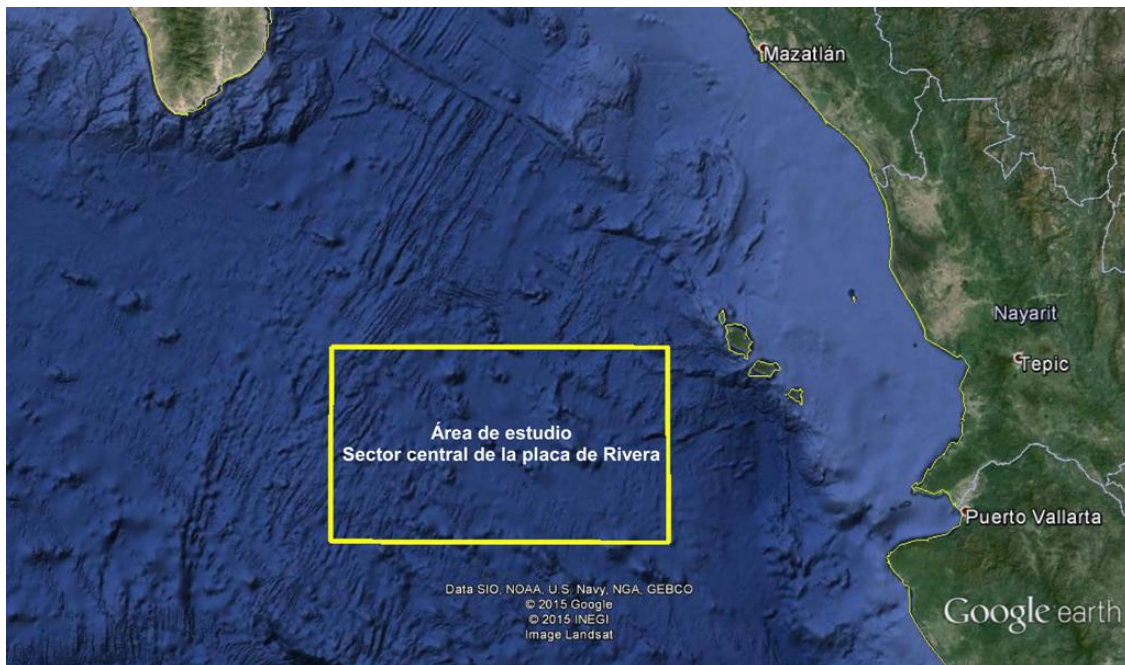 Mazatlán
Nayarit
Tepic
Área de estudio
Sector central de la placa de Rivera
Puerto Vallarta
Data SIO, NOAA, U.S. Navy, NGA, GEBCO
© 2015 Google
© 2015 INEGI
Image Landsat
Google earth